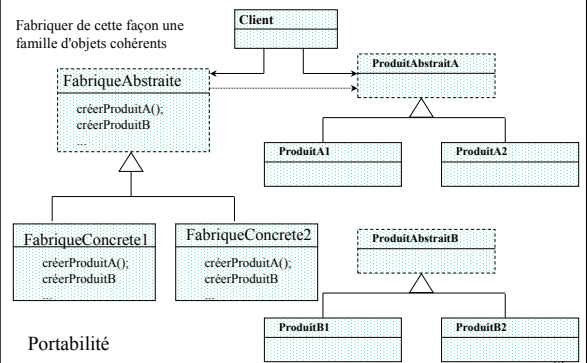 Fabriquer de cette façon une
famille d'objets cohérents
Client
FabriqueAbstraite
créerProduitA();
créerProduitB
...
ProduitAbstraitA
ProduitA1
ProduitA2
FabriqueConcrete1
créerProduitA();
créerProduitB
...
FabriqueConcrete2
créerProduitA();
créerProduitB
...
ProduitAbstraitB
ProduitB1
ProduitB2
Portabilité